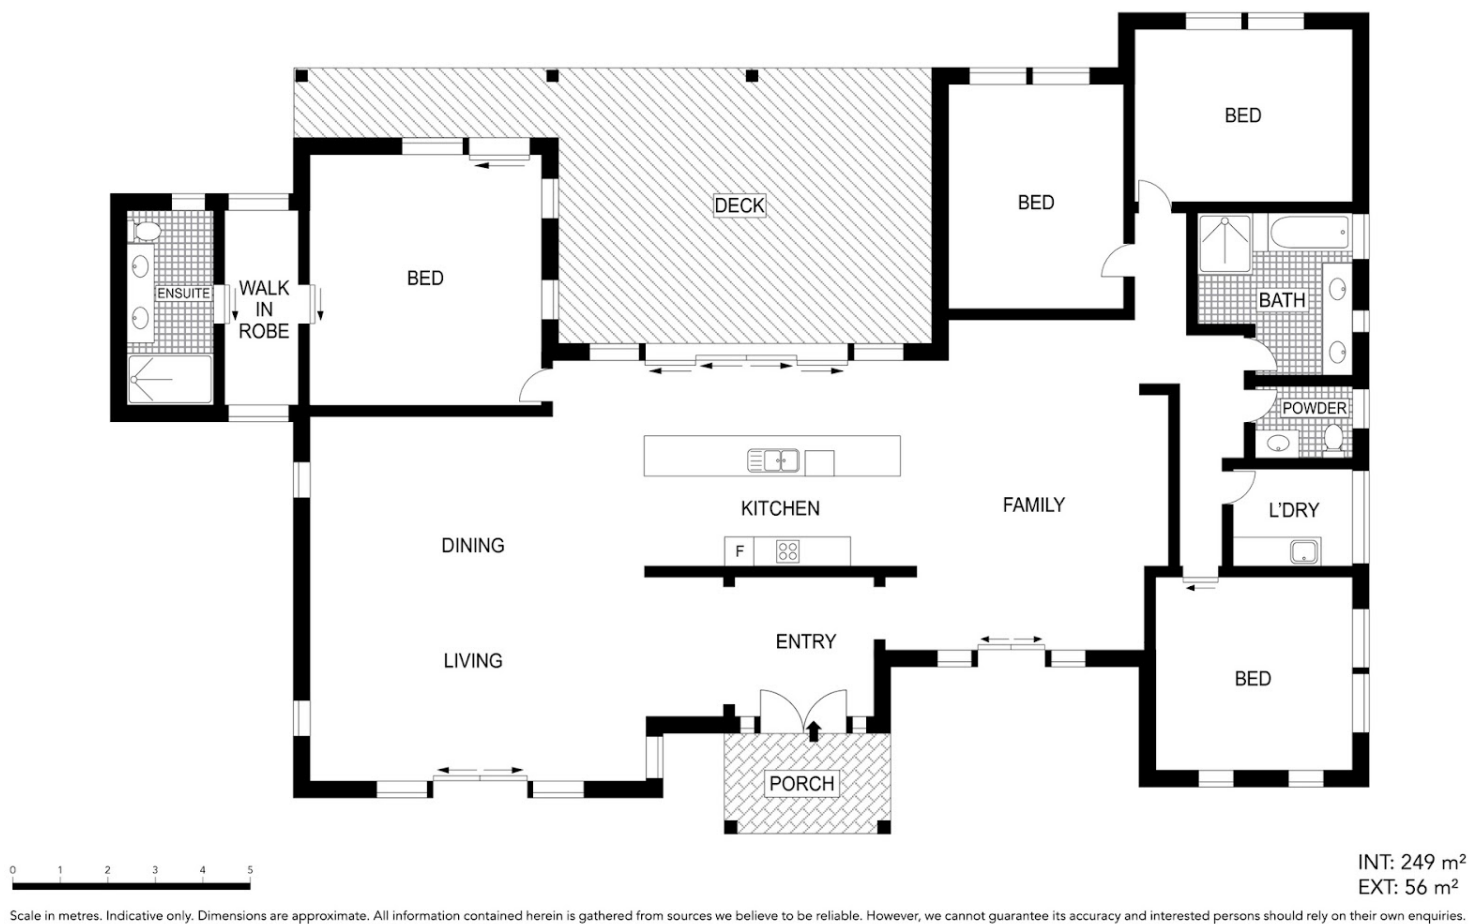 BED
BED
DECK
BED
BED
ENSUITE
WALK
IN
ROBE
BATH
POWDER
KITCHEN
FAMILY
L'DRY
DINING
F
ENTRY
LIVING
BED
PORCH
0 1 2 3 4 5
INT: 249 m²
EXT: 56 m²
Scale in metres. Indicative only. Dimensions are approximate. All information contained herein is gathered from sources we believe to be reliable. However, we cannot guarantee its accuracy and interested persons should rely on their own enquiries.